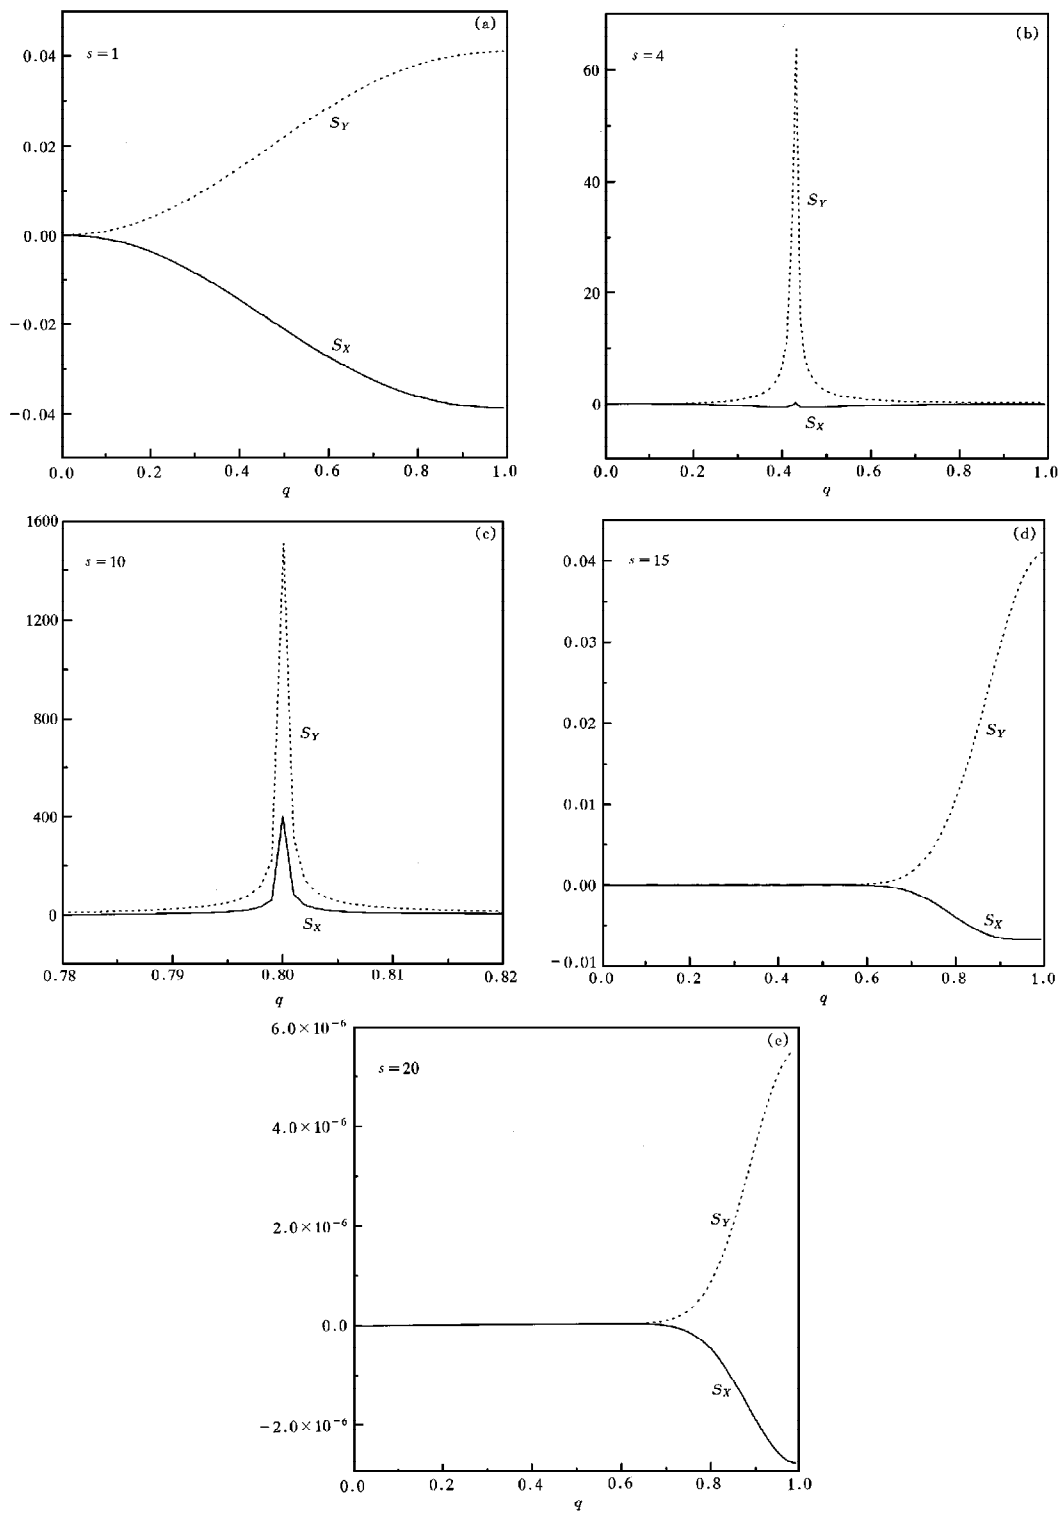 (a)
s=1
0.04
0.02
0.00
−0.02
−0.04
S_Y
S_X
0.0 0.2 0.4 0.6 0.8 1.0
q
(b)
s=4
60
40
20
0
S_Y
S_X
0.0 0.2 0.4 0.6 0.8 1.0
q
(c)
s=10
1600
1200
800
400
0
S_Y
S_X
0.78 0.79 0.80 0.81 0.82
q
(d)
s=15
0.04
0.03
0.02
0.01
0.00
−0.01
S_Y
S_X
0.0 0.2 0.4 0.6 0.8 1.0
q
(e)
s=20
6.0×10⁻⁶
4.0×10⁻⁶
2.0×10⁻⁶
0.0
−2.0×10⁻⁶
S_Y
S_X
0.0 0.2 0.4 0.6 0.8 1.0
q